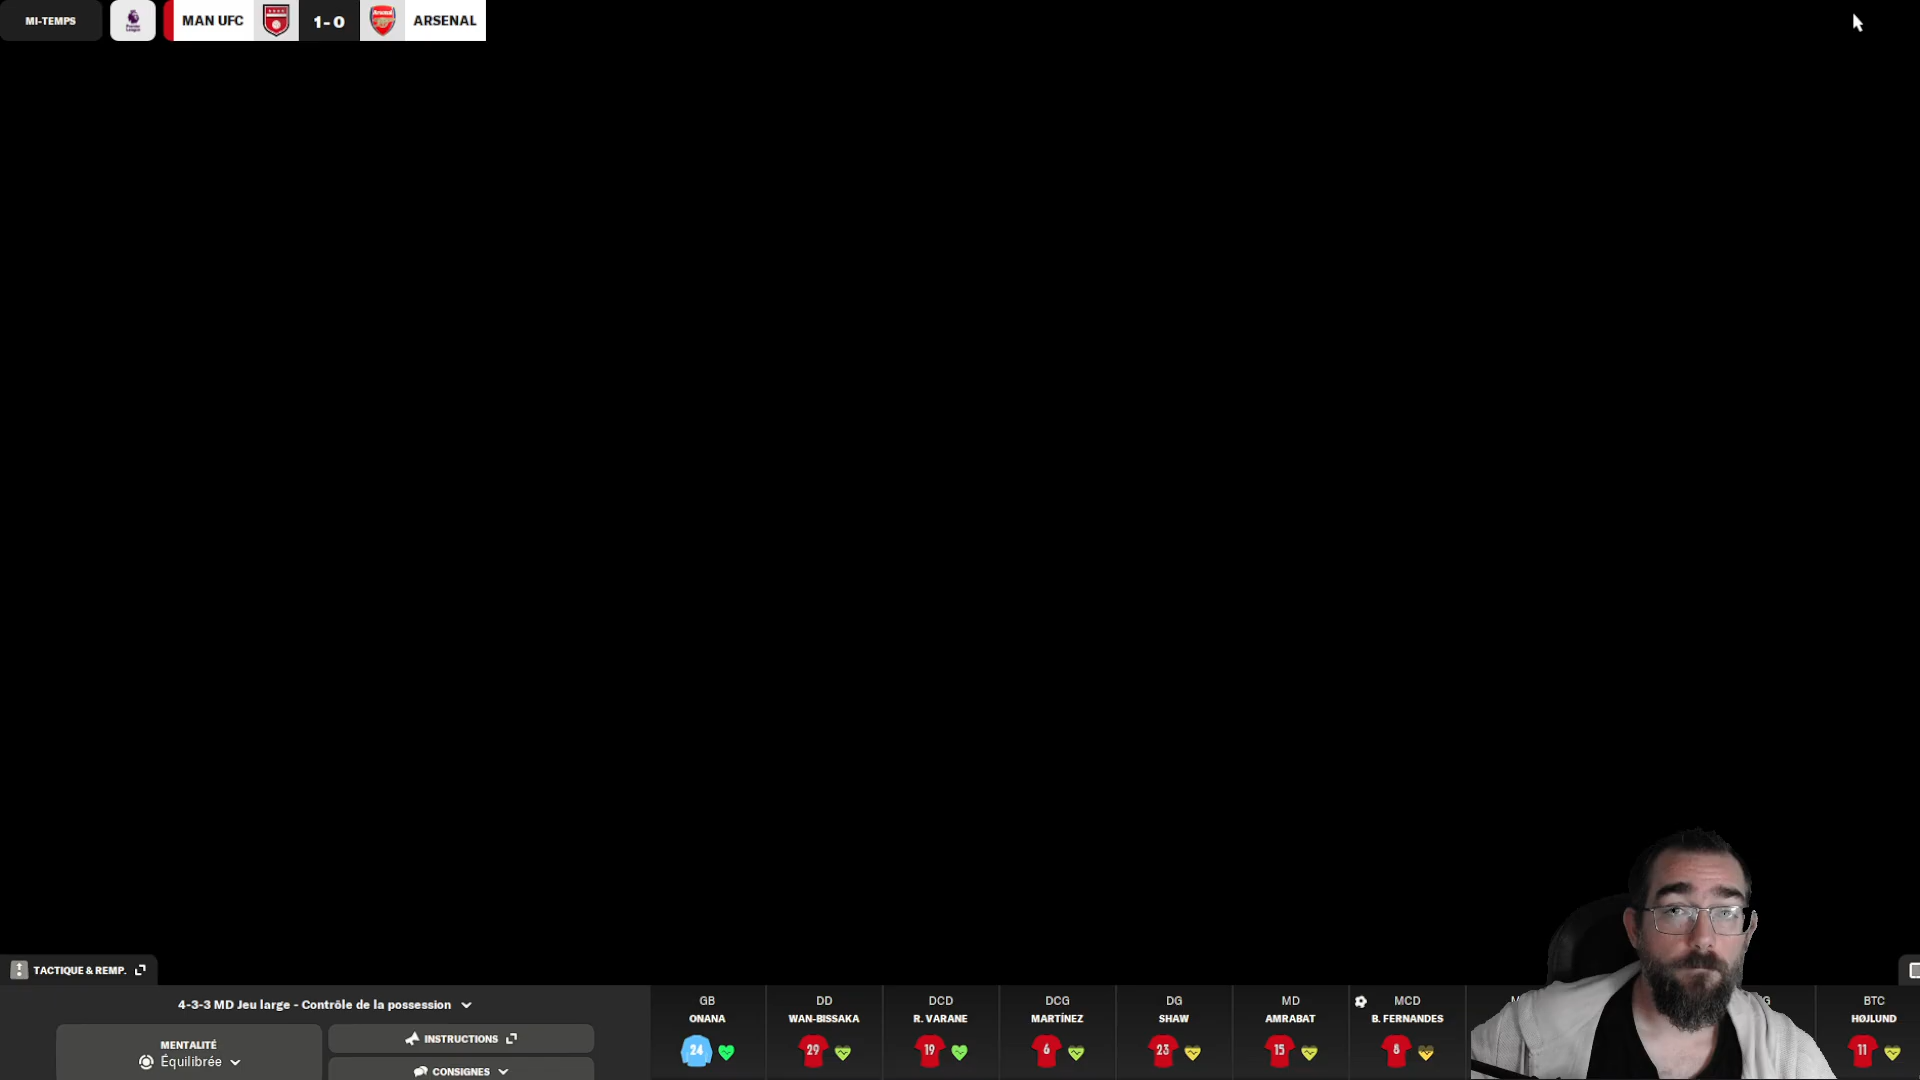 MI-TEMPS
MAN UFC 1 - 0 ARSENAL
TACTIQUE & REMP.
4-3-3 MD Jeu large - Contrôle de la possession
MENTALITÉ
Équilibrée
INSTRUCTIONS
CONSIGNES
GB
ONANA
24
DD
WAN-BISSAKA
29
DCD
R. VARANE
19
DCG
MARTÍNEZ
6
DG
SHAW
23
MD
AMRABAT
15
MCD
B. FERNANDES
8
BTC
HØJLUND
11